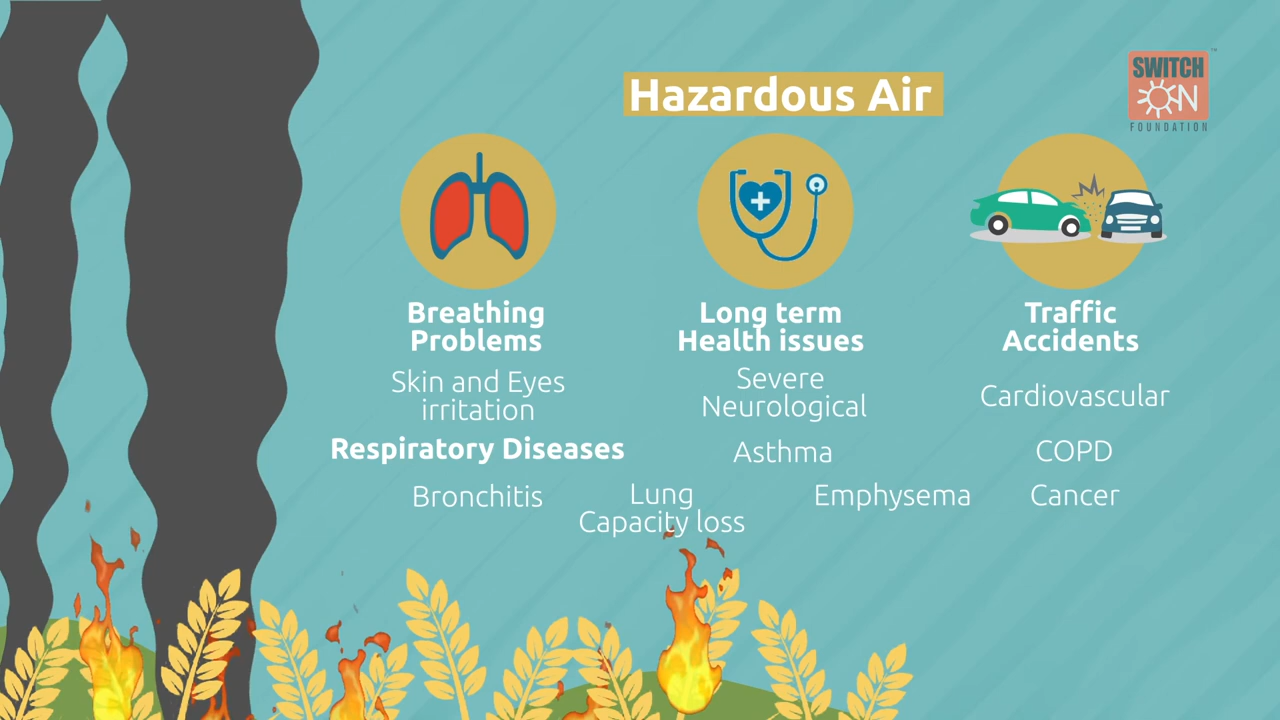 Hazardous Air
SWITCH
ON
FOUNDATION
TM
Breathing
Problems
Long term
Health issues
Traffic
Accidents
Skin and Eyes
irritation
Severe
Neurological
Cardiovascular
Respiratory Diseases
Asthma
COPD
Bronchitis
Lung
Capacity loss
Emphysema
Cancer